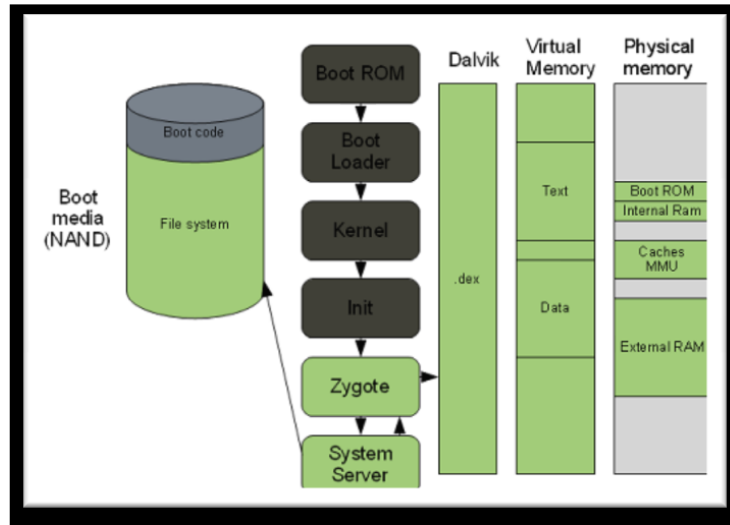 Boot code
Boot
media
(NAND)
File system
Boot ROM
Boot
Loader
Kernel
Init
Zygote
System
Server
Dalvik
.dex
Virtual
Memory
Text
Data
Physical
memory
Boot ROM
Internal Ram
Caches
MMU
External RAM